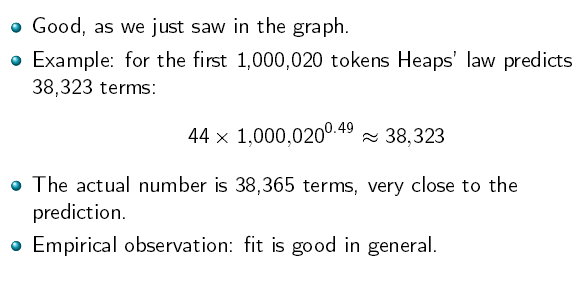 Good, as we just saw in the graph.
Example: for the first 1,000,020 tokens Heaps' law predicts
38,323 terms:
44 × 1,000,020^0.49 ≈ 38,323
The actual number is 38,365 terms, very close to the
prediction.
Empirical observation: fit is good in general.